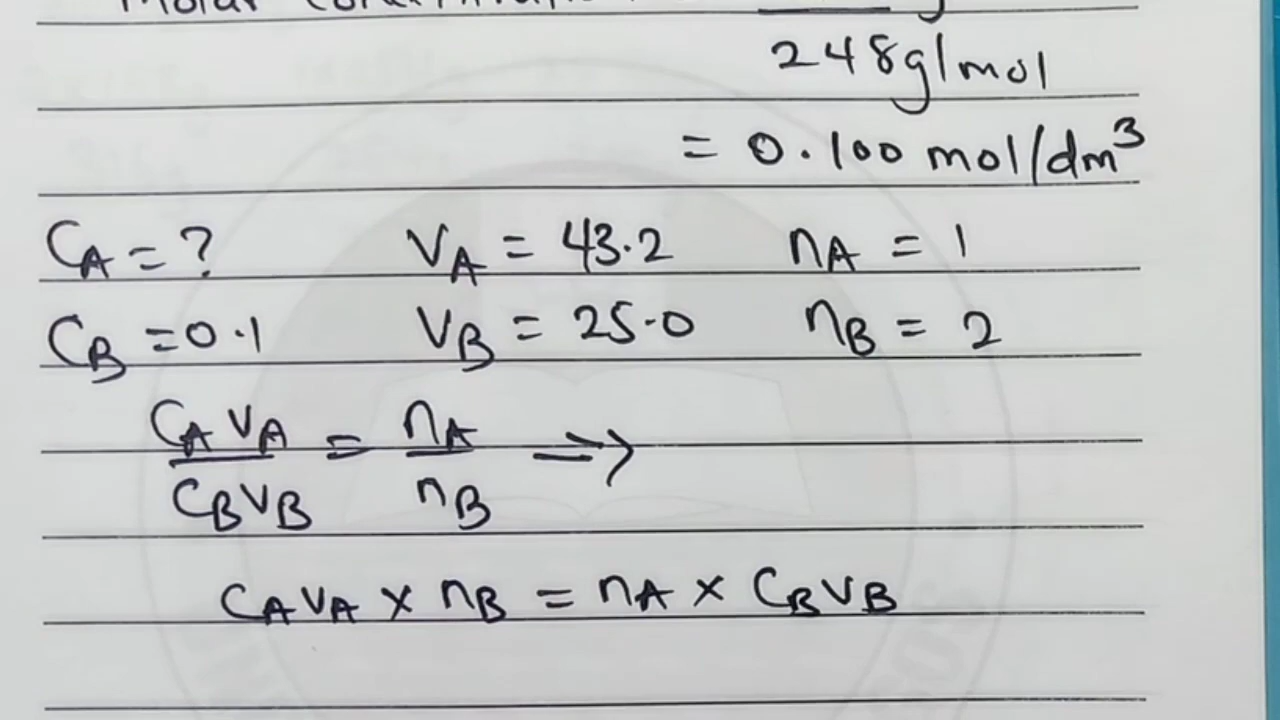 Molar
248g/mol
= 0.100 mol/dm³
CA = ? VA = 43.2 nA = 1
CB = 0.1 VB = 25.0 nB = 2
CAVA / CBVB = nA / nB =>
CAVA × nB = nA × CBVB